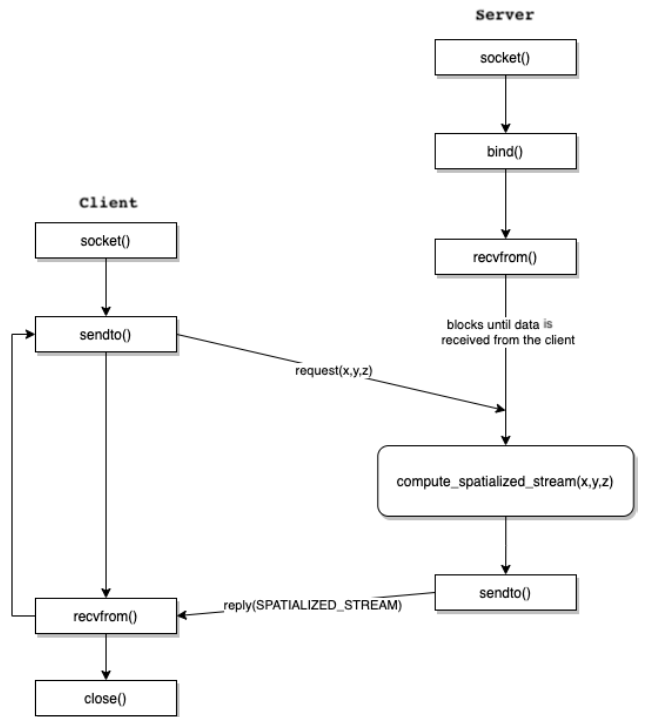 Server
socket()
bind()
Client
socket()
recvfrom()
sendto()
blocks until data is
received from the client
request(x,y,z)
compute_spatialized_stream(x,y,z)
sendto()
reply(SPATIALIZED_STREAM)
recvfrom()
close()